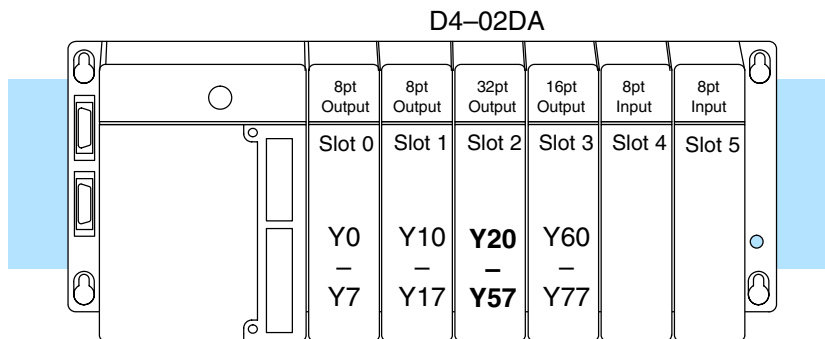 D4–02DA
8pt Output
8pt Output
32pt Output
16pt Output
8pt Input
8pt Input
Slot 0
Slot 1
Slot 2
Slot 3
Slot 4
Slot 5
Y0 – Y7
Y10 – Y17
Y20 – Y57
Y60 – Y77